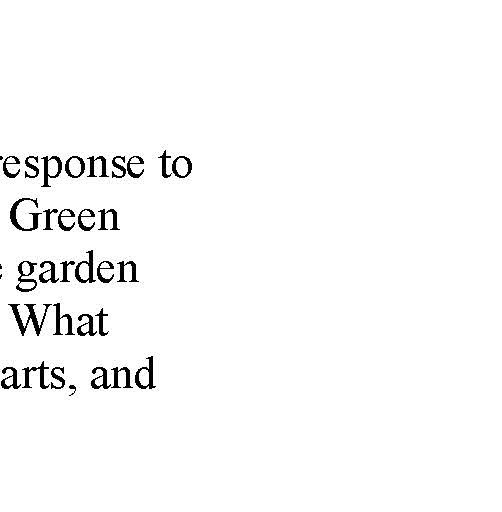 response to
Green
garden
What
arts, and